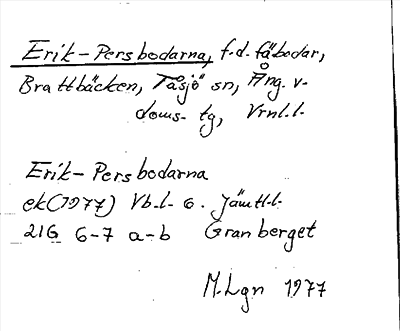 Erik-Persbodarna, f.d. fäbodar,
Brattbäcken, Tåsjö sn, Ång. v-
doms- tg, Vrnl.l.
Erik-Persbodarna
ek (1977) Vb.l. o. Jämtl.l.
21G 6-7 a-b Granberget
M.Lgn 1977